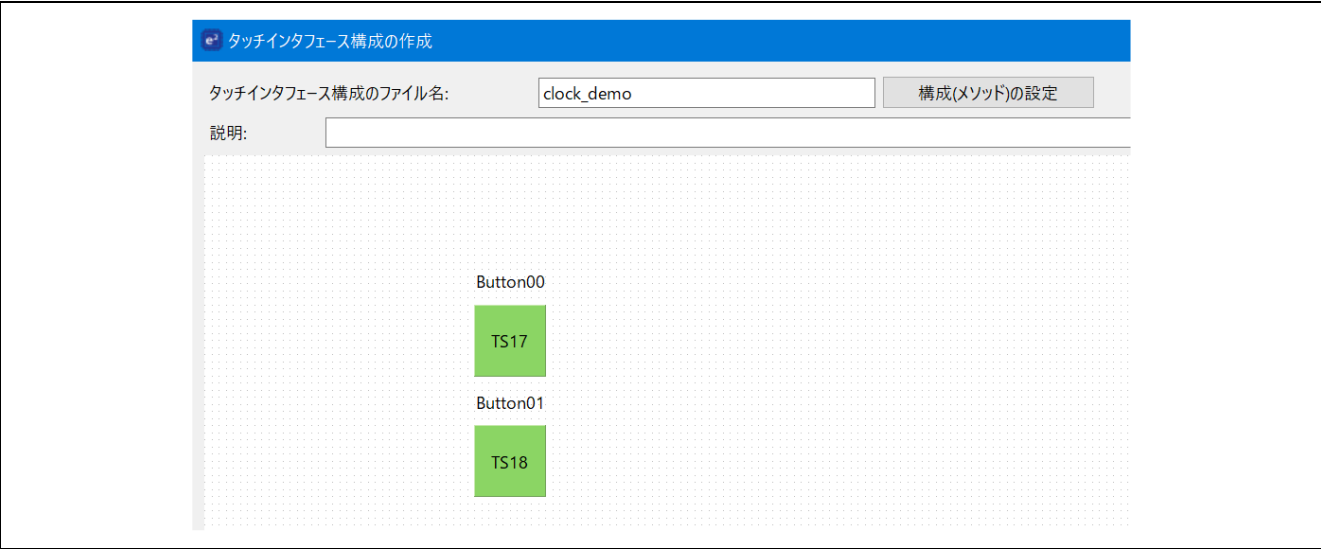 e² タッチインタフェース構成の作成
タッチインタフェース構成のファイル名: clock_demo 構成(メソッド)の設定
説明:
Button00
TS17
Button01
TS18